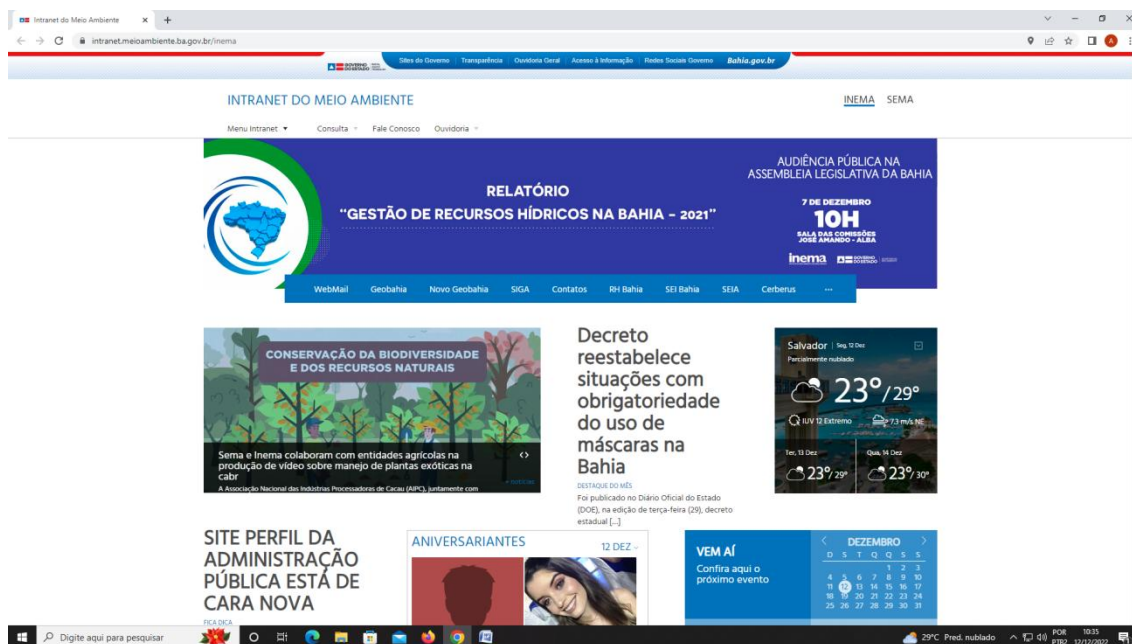 Intranet do Meio Ambiente
intranet.meioambiente.ba.gov.br/inema
A
Sites do Governo Transparência Ouvidoria Geral Acesso à Informação Redes Sociais Governo Bahia.gov.br
INTRANET DO MEIO AMBIENTE
INEMA SEMA
Menu Intranet Consulta Fale Conosco Ouvidoria
RELATÓRIO
“GESTÃO DE RECURSOS HÍDRICOS NA BAHIA - 2021”
AUDIÊNCIA PÚBLICA NA
ASSEMBLEIA LEGISLATIVA DA BAHIA
7 DE DEZEMBRO
10H
SALA DAS COMISSÕES
JOSÉ AMANDO - ALBA
inema
WebMail Geobahia Novo Geobahia SIGA Contatos RH Bahia SEI Bahia SEIA Cerberus ...
CONSERVAÇÃO DA BIODIVERSIDADE
E DOS RECURSOS NATURAIS
Sema e Inema colaboram com entidades agrícolas na
produção de vídeo sobre manejo de plantas exóticas na
cabr
A Associação Nacional das Indústrias Processadoras de Cacau (AIPC), juntamente com
+ notícias
Decreto
reestabelece
situações com
obrigatoriedade
do uso de
máscaras na
Bahia
DESTAQUE DO MÊS
Foi publicado no Diário Oficial do Estado
(DOE), na edição de terça-feira (29), decreto
estadual [...]
Salvador | Seg, 12 Dez
Parcialmente nublado
23°/29°
IUV 12 Extremo 7.3 m/s NE
Ter, 13 Dez Qua, 14 Dez
23°/29° 23°/30°
SITE PERFIL DA
ADMINISTRAÇÃO
PÚBLICA ESTÁ DE
CARA NOVA
FICA DICA
ANIVERSARIANTES
12 DEZ
VEM AÍ
Confira aqui o
próximo evento
DEZEMBRO
D S T Q Q S S
1 2 3
4 5 6 7 8 9 10
11 12 13 14 15 16 17
18 19 20 21 22 23 24
25 26 27 28 29 30 31
Digite aqui para pesquisar
29°C Pred. nublado
POR
PTB2
10:35
12/12/2022